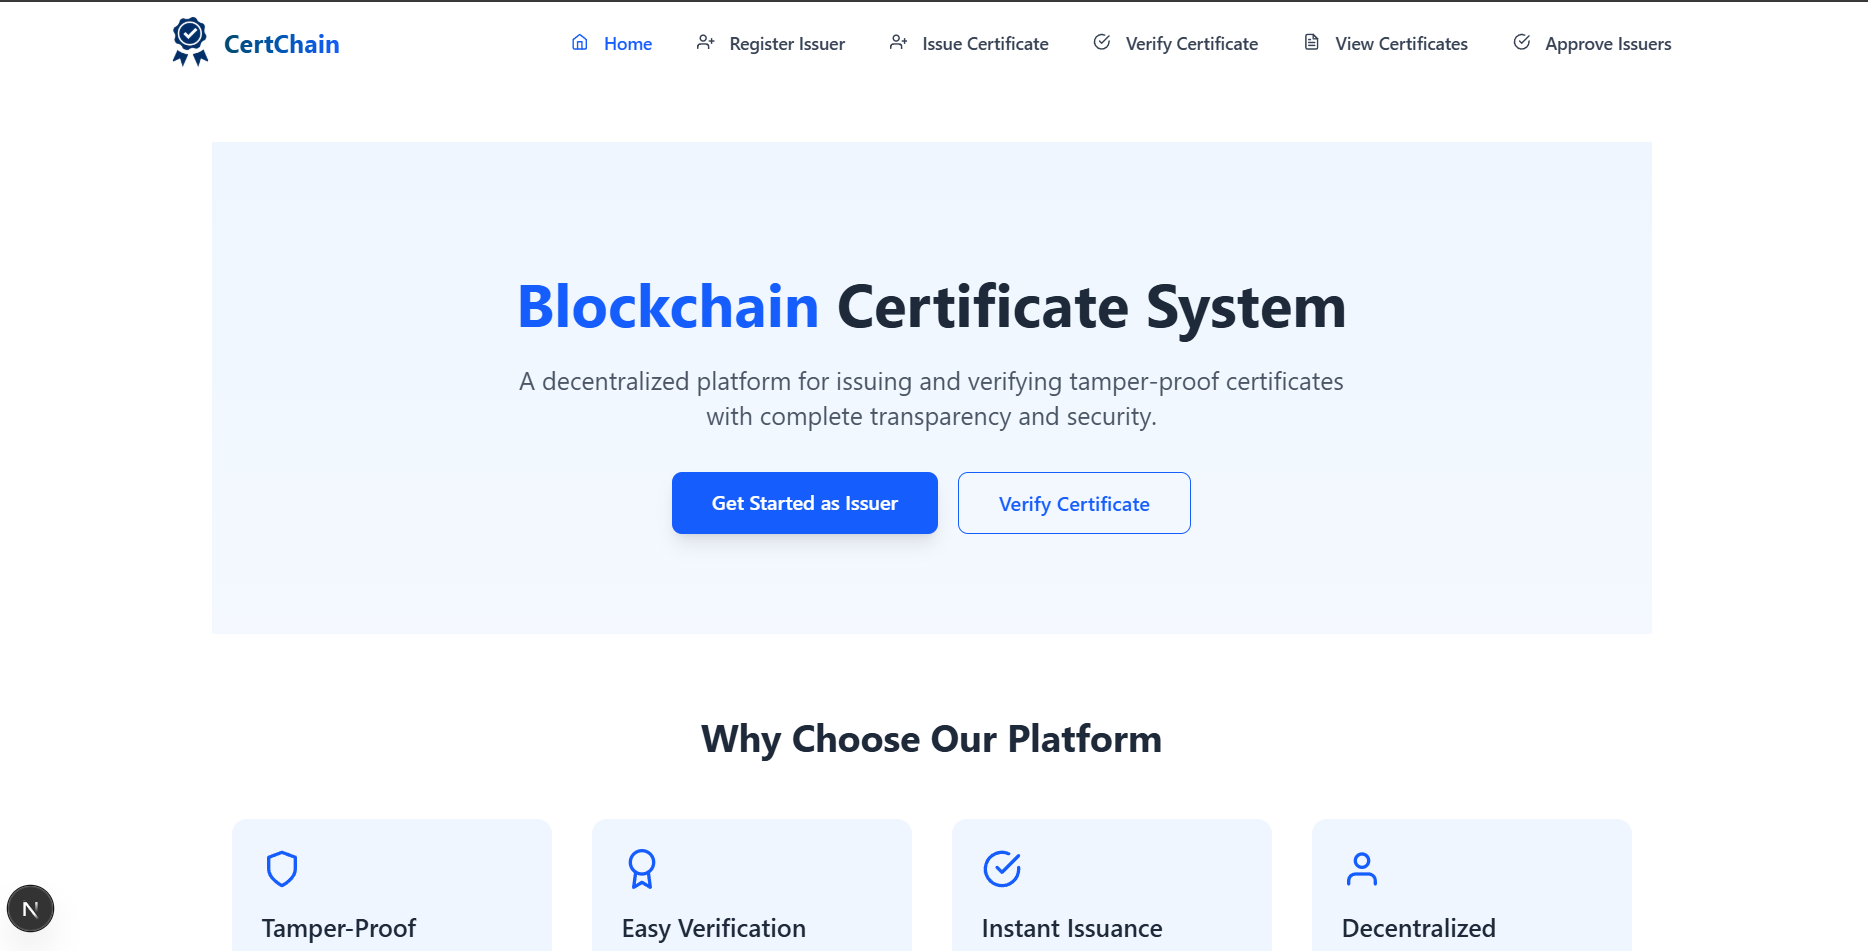 CertChain
Home
Register Issuer
Issue Certificate
Verify Certificate
View Certificates
Approve Issuers
Blockchain Certificate System
A decentralized platform for issuing and verifying tamper-proof certificates
with complete transparency and security.
Get Started as Issuer
Verify Certificate
Why Choose Our Platform
Tamper-Proof
Easy Verification
Instant Issuance
Decentralized
N